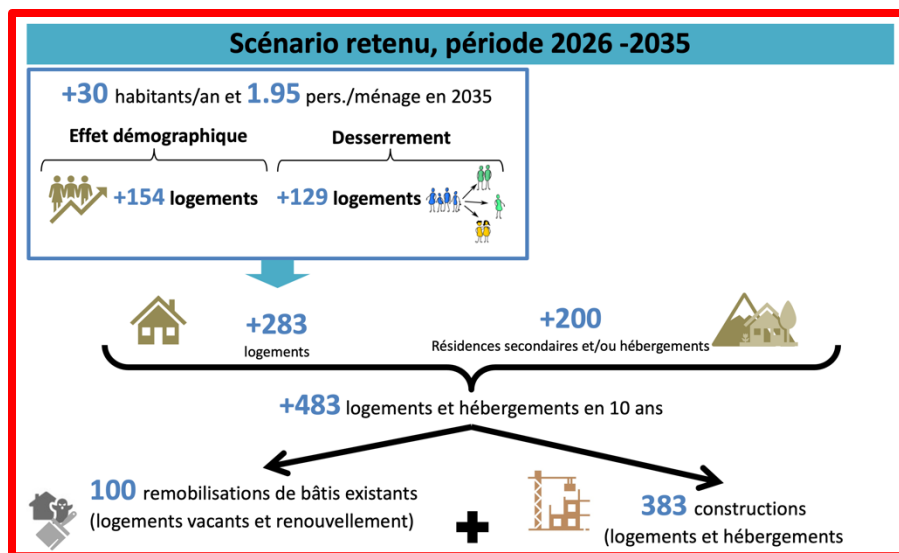 Scénario retenu, période 2026 -2035
+30 habitants/an et 1.95 pers./ménage en 2035
Effet démographique
Desserrement
+154 logements
+129 logements
+283
logements
+200
Résidences secondaires et/ou hébergements
+483 logements et hébergements en 10 ans
100 remobilisations de bâtis existants
(logements vacants et renouvellement)
383 constructions
(logements et hébergements